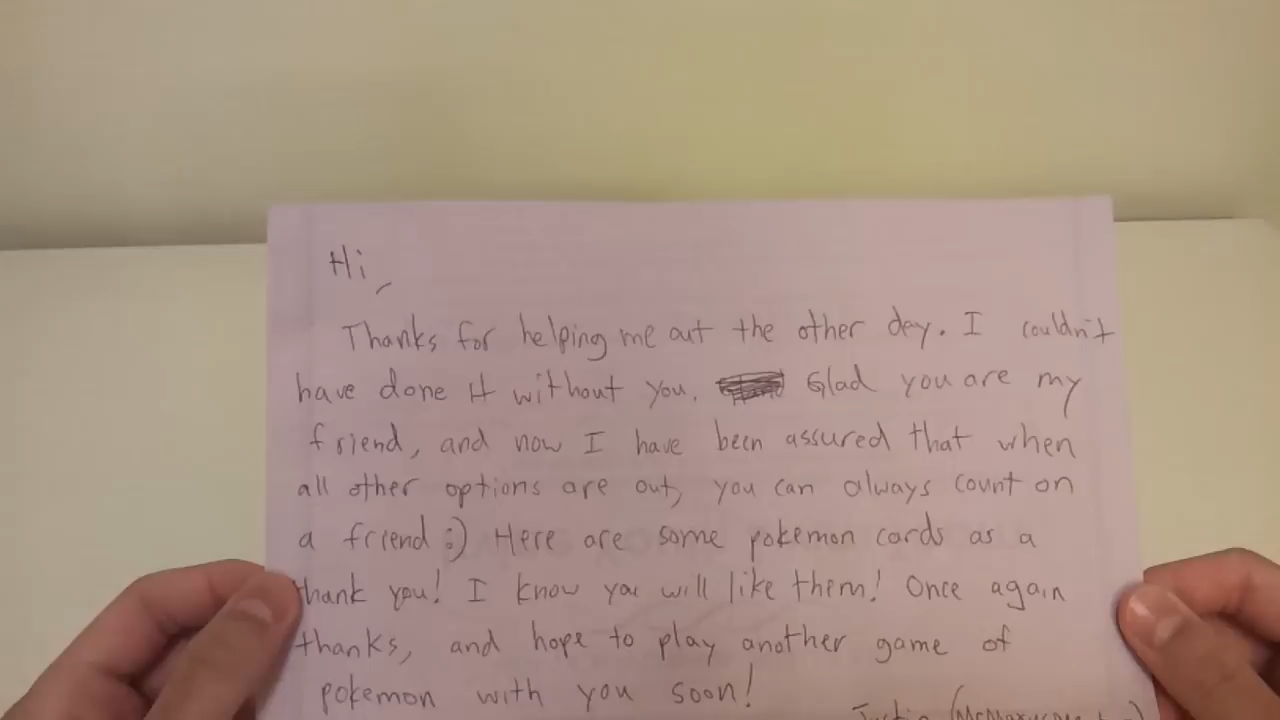 Hi,
Thanks for helping me out the other day. I couldn't
have done it without you. Glad you are my
friend, and now I have been assured that when
all other options are out, you can always count on
a friend :) Here are some pokemon cards as a
thank you! I know you will like them! Once again
thanks, and hope to play another game of
pokemon with you soon!